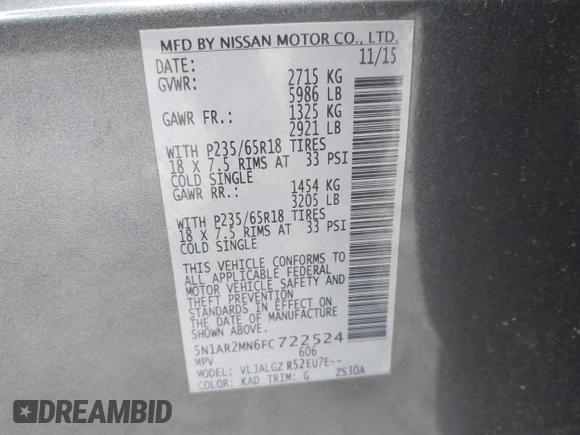 MFD BY NISSAN MOTOR CO., LTD.
DATE: 11/15
GVWR: 2715 KG
5986 LB
GAWR FR.: 1325 KG
2921 LB
WITH P235/65R18 TIRES
18 X 7.5 RIMS AT 33 PSI
COLD SINGLE
GAWR RR.: 1454 KG
3205 LB
WITH P235/65R18 TIRES
18 X 7.5 RIMS AT 33 PSI
COLD SINGLE
THIS VEHICLE CONFORMS TO
ALL APPLICABLE FEDERAL
MOTOR VEHICLE SAFETY AND
THEFT PREVENTION
STANDARDS IN EFFECT ON
THE DATE OF MANUFACTURE
SHOWN ABOVE.
5N1AR2MN6FC722524
MPV 606
MODEL: VLJALGZ R52EU7E--
COLOR: KAD TRIM: G ZS30A
DREAMBID